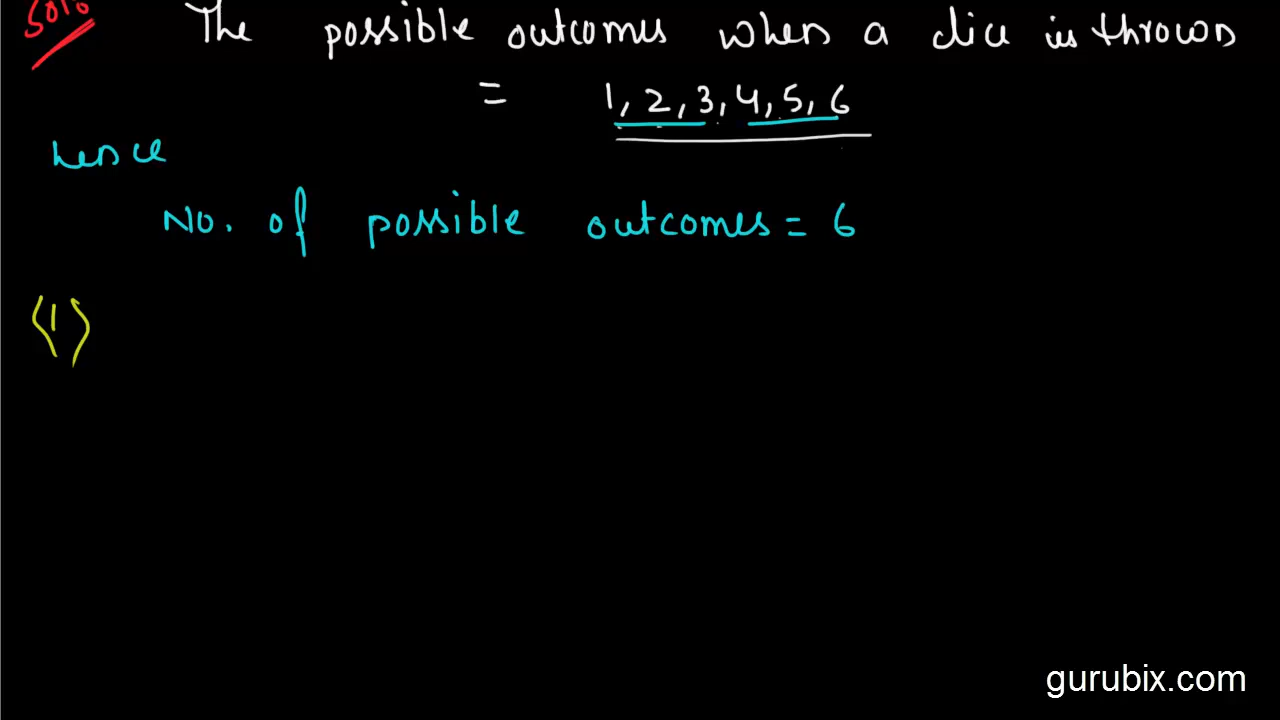 Soln
The possible outcomes when a dice is thrown
= 1, 2, 3, 4, 5, 6
hence
No. of possible outcomes = 6
(1)
gurubix.com